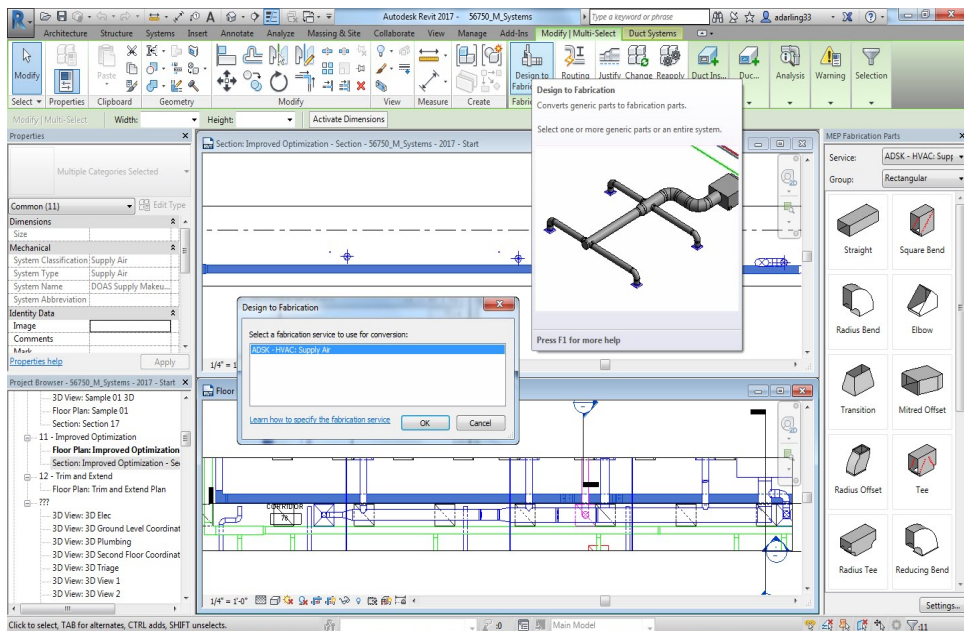 Autodesk Revit 2017 - 56750_M_Systems
Type a keyword or phrase
adarling33
Architecture Structure Systems Insert Annotate Analyze Massing & Site Collaborate View Manage Add-Ins Modify | Multi-Select Duct Systems
Modify
Paste
Design to
Fabric
Routing Justify Change Reapply Duct Ins... Duc... Analysis Warning Selection
Select Properties Clipboard Geometry Modify View Measure Create Fabric
Modify | Multi-Select Width: Height: Activate Dimensions
Design to Fabrication
Converts generic parts to fabrication parts.
Select one or more generic parts or an entire system.
Press F1 for more help
Properties
Multiple Categories Selected
Common (11) Edit Type
Dimensions
Size
Mechanical
System Classification Supply Air
System Type Supply Air
System Name DOAS Supply Makeu...
System Abbreviation
Identity Data
Image
Comments
Mark
Properties help Apply
Section: Improved Optimization - Section - 56750_M_Systems - 2017 - Start
1/4" = 1'
Design to Fabrication
Select a fabrication service to use for conversion:
ADSK - HVAC: Supply Air
Learn how to specify the fabrication service OK Cancel
Project Browser - 56750_M_Systems - 2017 - Start
3D View: Sample 01 3D
Floor Plan: Sample 01
Section: Section 17
11 - Improved Optimization
Floor Plan: Improved Optimization
Section: Improved Optimization - Se
12 - Trim and Extend
Floor Plan: Trim and Extend Plan
???
3D View: 3D Elec
3D View: 3D Ground Level Coordinat
3D View: 3D Plumbing
3D View: 3D Second Floor Coordinat
3D View: 3D Triage
3D View: 3D View 1
3D View: 3D View 2
Floor
CORRIDOR
76
1/4" = 1'-0"
MEP Fabrication Parts
Service: ADSK - HVAC: Supp
Group: Rectangular
Straight Square Bend
Radius Bend Elbow
Transition Mitred Offset
Radius Offset Tee
Radius Tee Reducing Bend
Settings...
Click to select, TAB for alternates, CTRL adds, SHIFT unselects.
:0
Main Model
:11